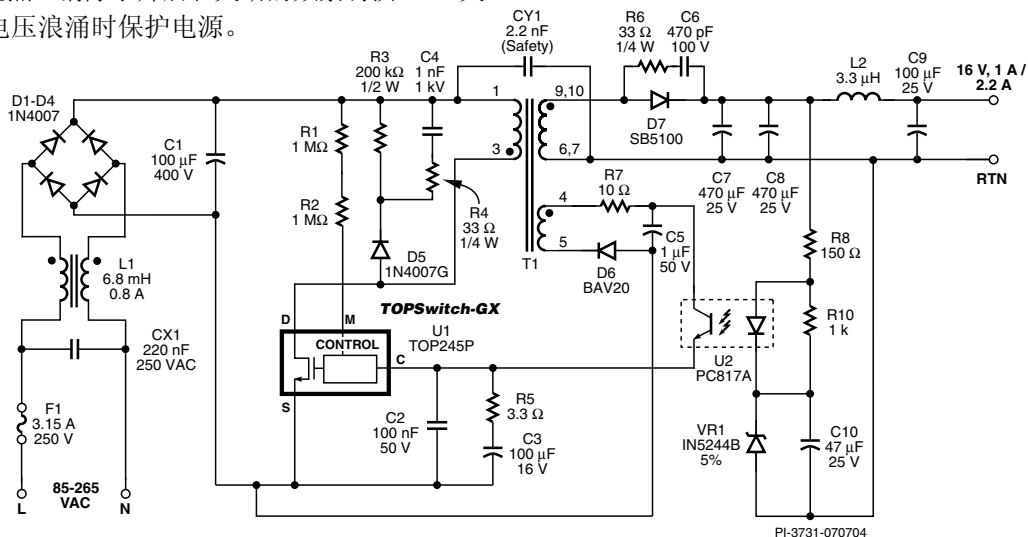 电压浪涌时保护电源。
CY1
2.2 nF
(Safety)
R6
33 Ω
1/4 W
C6
470 pF
100 V
R3
200 kΩ
1/2 W
C4
1 nF
1 kV
L2
3.3 µH
C9
100 µF
25 V
16 V, 1 A /
2.2 A
D1-D4
1N4007
1
9,10
D7
SB5100
C1
100 µF
400 V
R1
1 MΩ
3
6,7
RTN
C7
470 µF
25 V
C8
470 µF
25 V
R7
10 Ω
R2
1 MΩ
R4
33 Ω
1/4 W
4
C5
1 µF
50 V
5
T1
D6
BAV20
D5
1N4007G
R8
150 Ω
L1
6.8 mH
0.8 A
TOPSwitch-GX
D
M
CONTROL
U1
TOP245P
C
S
R10
1 k
U2
PC817A
CX1
220 nF
250 VAC
R5
3.3 Ω
F1
3.15 A
250 V
C2
100 nF
50 V
C3
100 µF
16 V
VR1
IN5244B
5%
C10
47 µF
25 V
85-265
VAC
L
N
PI-3731-070704